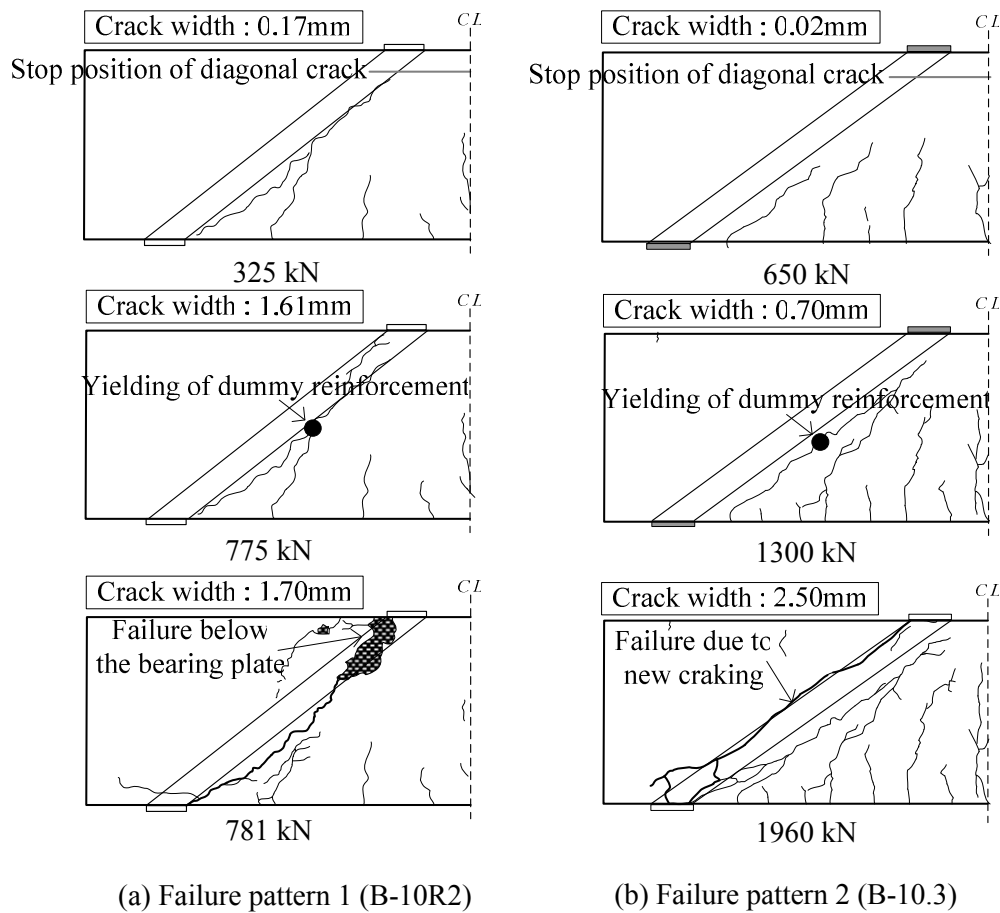 Crack width : 0.17mm
CL
Stop position of diagonal crack
325 kN
Crack width : 1.61mm
CL
Yielding of dummy reinforcement
775 kN
Crack width : 1.70mm
CL
Failure below
the bearing plate
781 kN
(a) Failure pattern 1 (B-10R2)
Crack width : 0.02mm
CL
Stop position of diagonal crack
650 kN
Crack width : 0.70mm
CL
Yielding of dummy reinforcement
1300 kN
Crack width : 2.50mm
CL
Failure due to
new craking
1960 kN
(b) Failure pattern 2 (B-10.3)